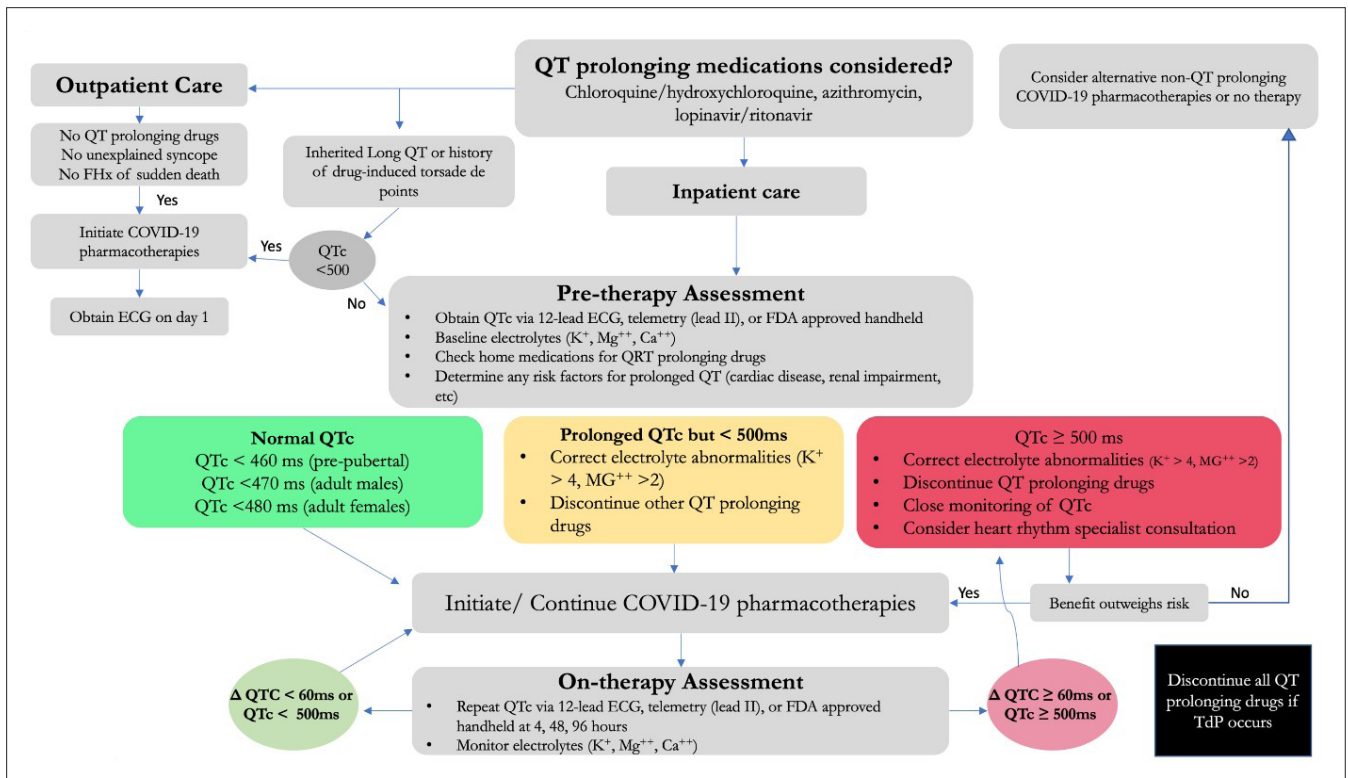 QT prolonging medications considered?
Chloroquine/hydroxychloroquine, azithromycin,
lopinavir/ritonavir
Consider alternative non-QT prolonging
COVID-19 pharmacotherapies or no therapy
Outpatient Care
No QT prolonging drugs
No unexplained syncope
No FHx of sudden death
Inherited Long QT or history
of drug-induced torsade de
points
Inpatient care
Yes
Initiate COVID-19
pharmacotherapies
Yes
QTc
<500
No
Obtain ECG on day 1
Pre-therapy Assessment
• Obtain QTc via 12-lead ECG, telemetry (lead II), or FDA approved handheld
• Baseline electrolytes (K⁺, Mg⁺⁺, Ca⁺⁺)
• Check home medications for QRT prolonging drugs
• Determine any risk factors for prolonged QT (cardiac disease, renal impairment,
etc)
Normal QTc
QTc < 460 ms (pre-pubertal)
QTc <470 ms (adult males)
QTc <480 ms (adult females)
Prolonged QTc but < 500ms
• Correct electrolyte abnormalities (K⁺
> 4, MG⁺⁺ >2)
• Discontinue other QT prolonging
drugs
QTc ≥ 500 ms
• Correct electrolyte abnormalities (K⁺ > 4, MG⁺⁺ >2)
• Discontinue QT prolonging drugs
• Close monitoring of QTc
• Consider heart rhythm specialist consultation
Initiate/ Continue COVID-19 pharmacotherapies
Yes
Benefit outweighs risk
No
Δ QTC < 60ms or
QTc < 500ms
On-therapy Assessment
• Repeat QTc via 12-lead ECG, telemetry (lead II), or FDA approved
handheld at 4, 48, 96 hours
• Monitor electrolytes (K⁺, Mg⁺⁺, Ca⁺⁺)
Δ QTC ≥ 60ms or
QTc ≥ 500ms
Discontinue all QT
prolonging drugs if
TdP occurs